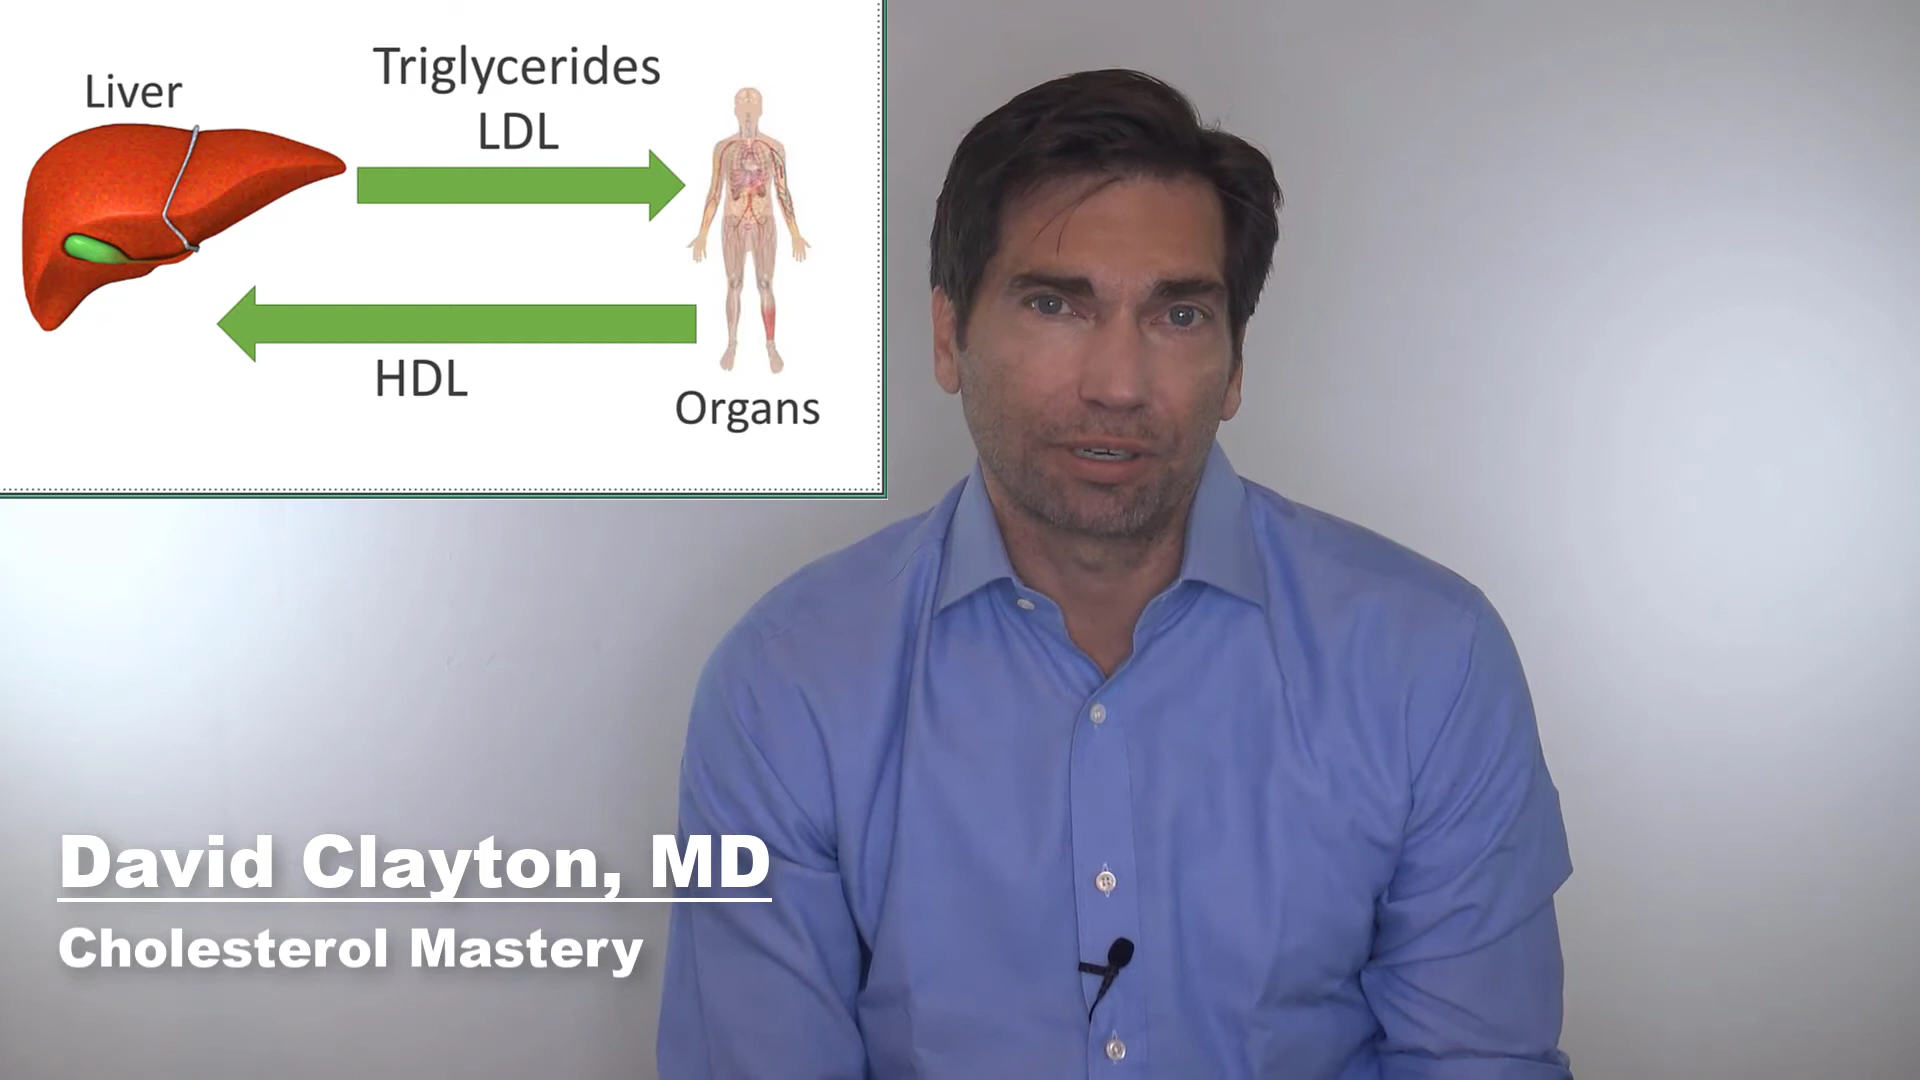 Liver
Triglycerides
LDL
HDL
Organs
David Clayton, MD
Cholesterol Mastery